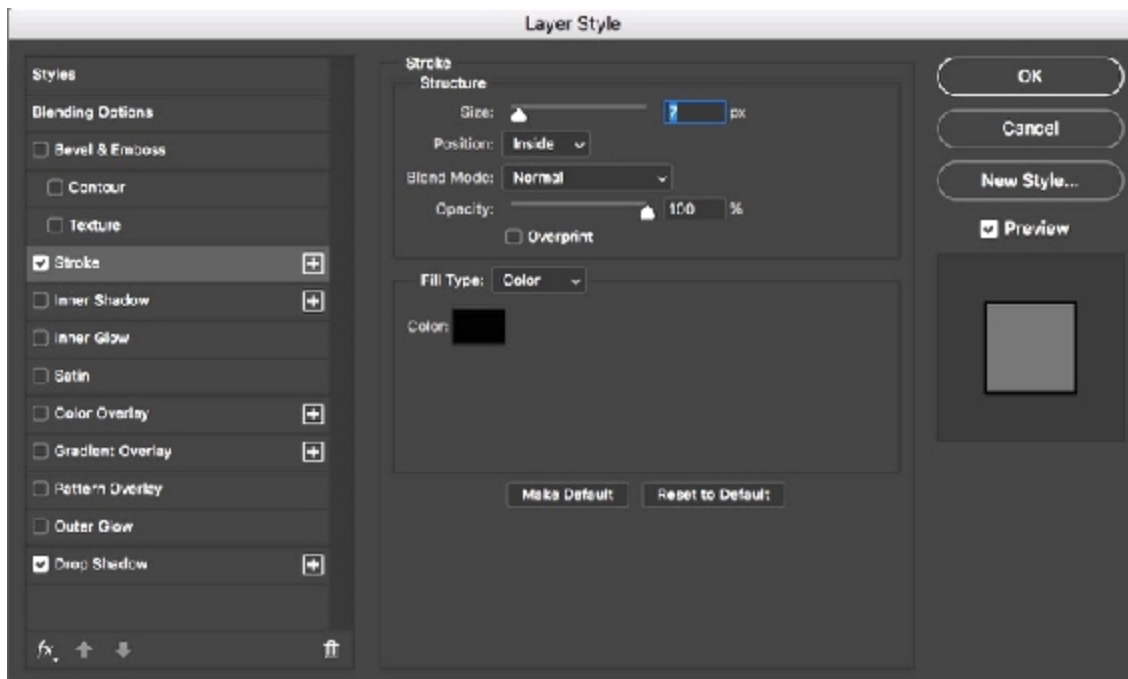 Layer Style
Styles
Blending Options
Bevel & Emboss
Contour
Texture
Stroke
Inner Shadow
Inner Glow
Satin
Color Overlay
Gradient Overlay
Pattern Overlay
Outer Glow
Drop Shadow
fx
Stroke
Structure
Size: px
Position: Inside
Blend Mode: Normal
Opacity: 100 %
Overprint
Fill Type: Color
Color:
Make Default Reset to Default
OK
Cancel
New Style...
Preview